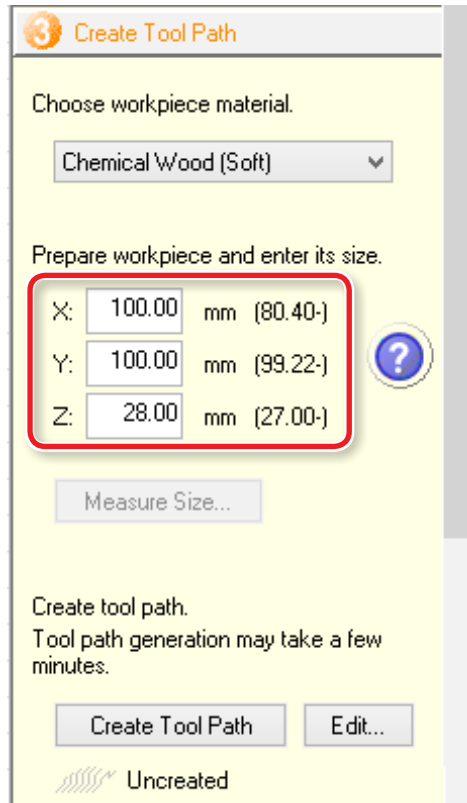 3 Create Tool Path
Choose workpiece material.
Chemical Wood (Soft)
Prepare workpiece and enter its size.
X: 100.00 mm (80.40-)
Y: 100.00 mm (99.22-)
?
Z: 28.00 mm (27.00-)
Measure Size...
Create tool path.
Tool path generation may take a few
minutes.
Create Tool Path Edit...
Uncreated